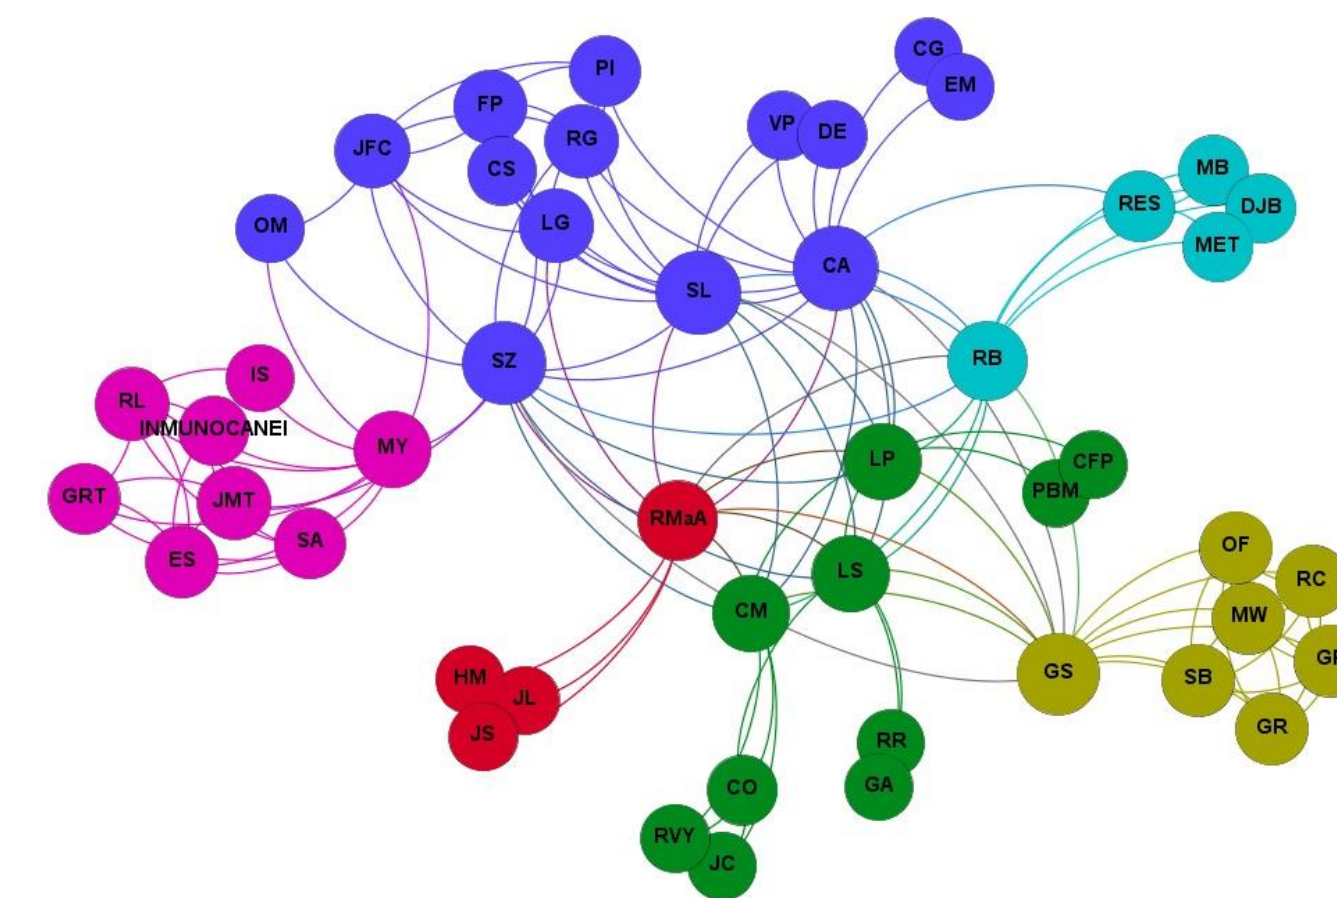 CG
PI
EM
FP
VP
DE
RG
JFC
CS
MB
RES
DJB
OM
LG
MET
CA
SL
RB
SZ
IS
RL
INMUNOCANEI
MY
LP
CFP
PBM
GRT
JMT
RMaA
SA
OF
ES
LS
RC
CM
MW
GS
SB
HM
JL
GR
JS
RR
CO
GA
RVY
JC